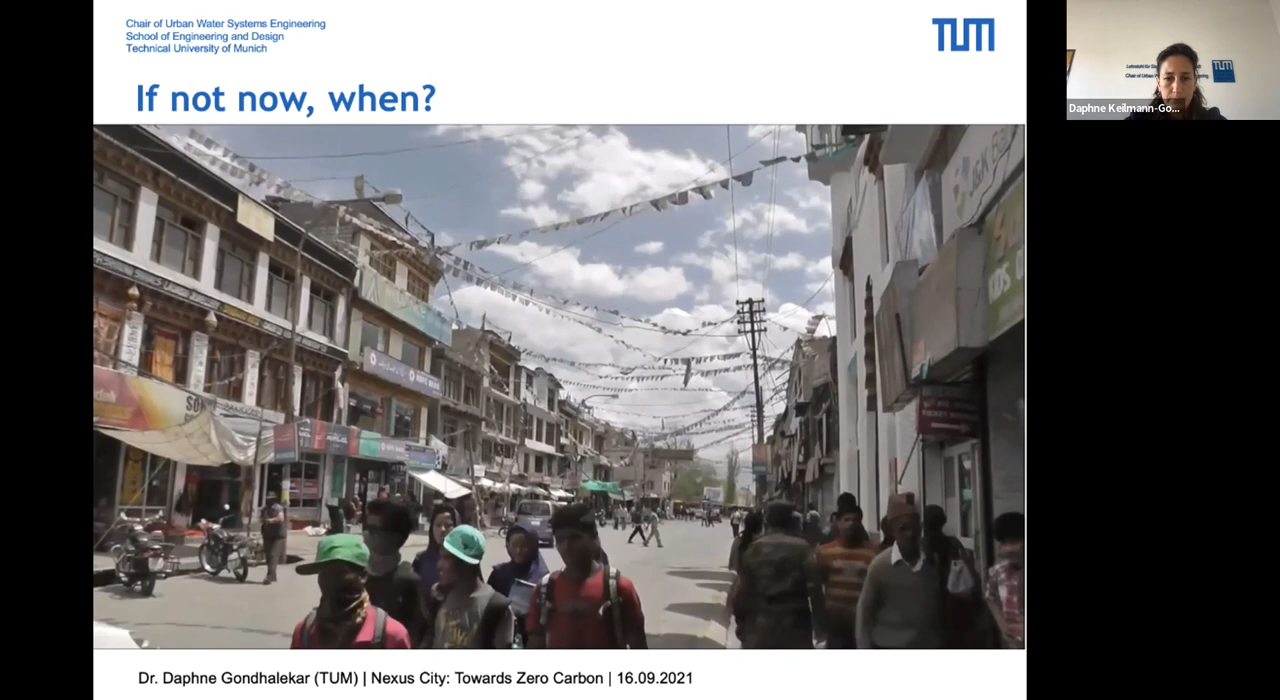 Chair of Urban Water Systems Engineering
School of Engineering and Design
Technical University of Munich
TUM
If not now, when?
J&K
Dr. Daphne Gondhalekar (TUM) | Nexus City: Towards Zero Carbon | 16.09.2021
TUM
Daphne Keilmann-Go...